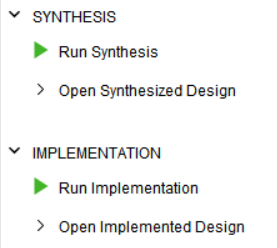 SYNTHESIS
Run Synthesis
Open Synthesized Design
IMPLEMENTATION
Run Implementation
Open Implemented Design